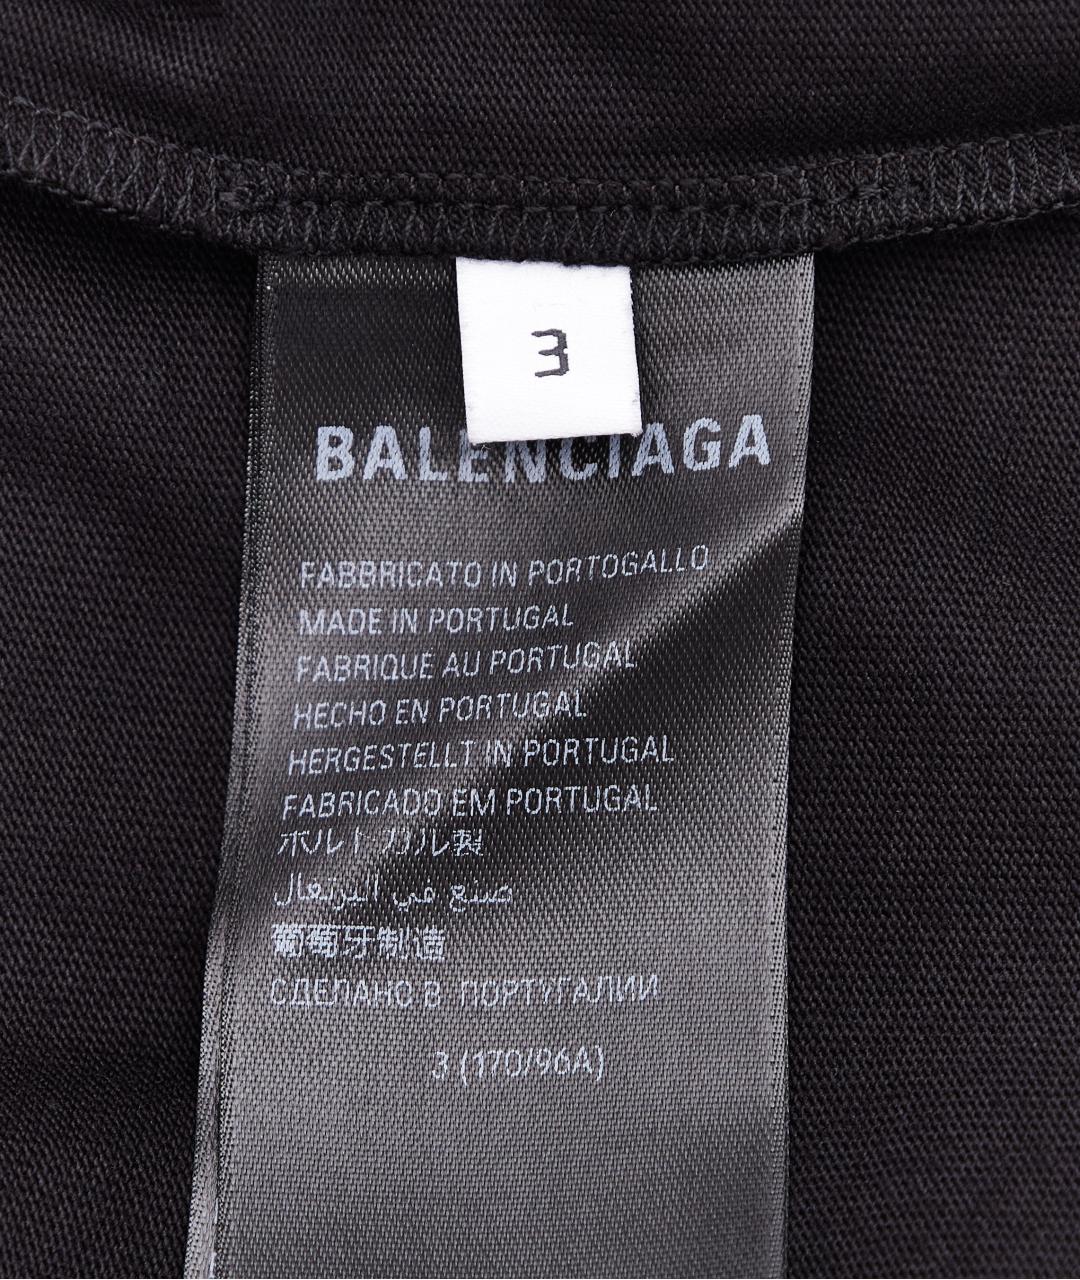 3
BALENCIAGA
FABBRICATO IN PORTOGALLO
MADE IN PORTUGAL
FABRIQUE AU PORTUGAL
HECHO EN PORTUGAL
HERGESTELLT IN PORTUGAL
FABRICADO EM PORTUGAL
ポルトガル製
صنع في البرتغال
葡萄牙制造
СДЕЛАНО В ПОРТУГАЛИИ
3 (170/96A)